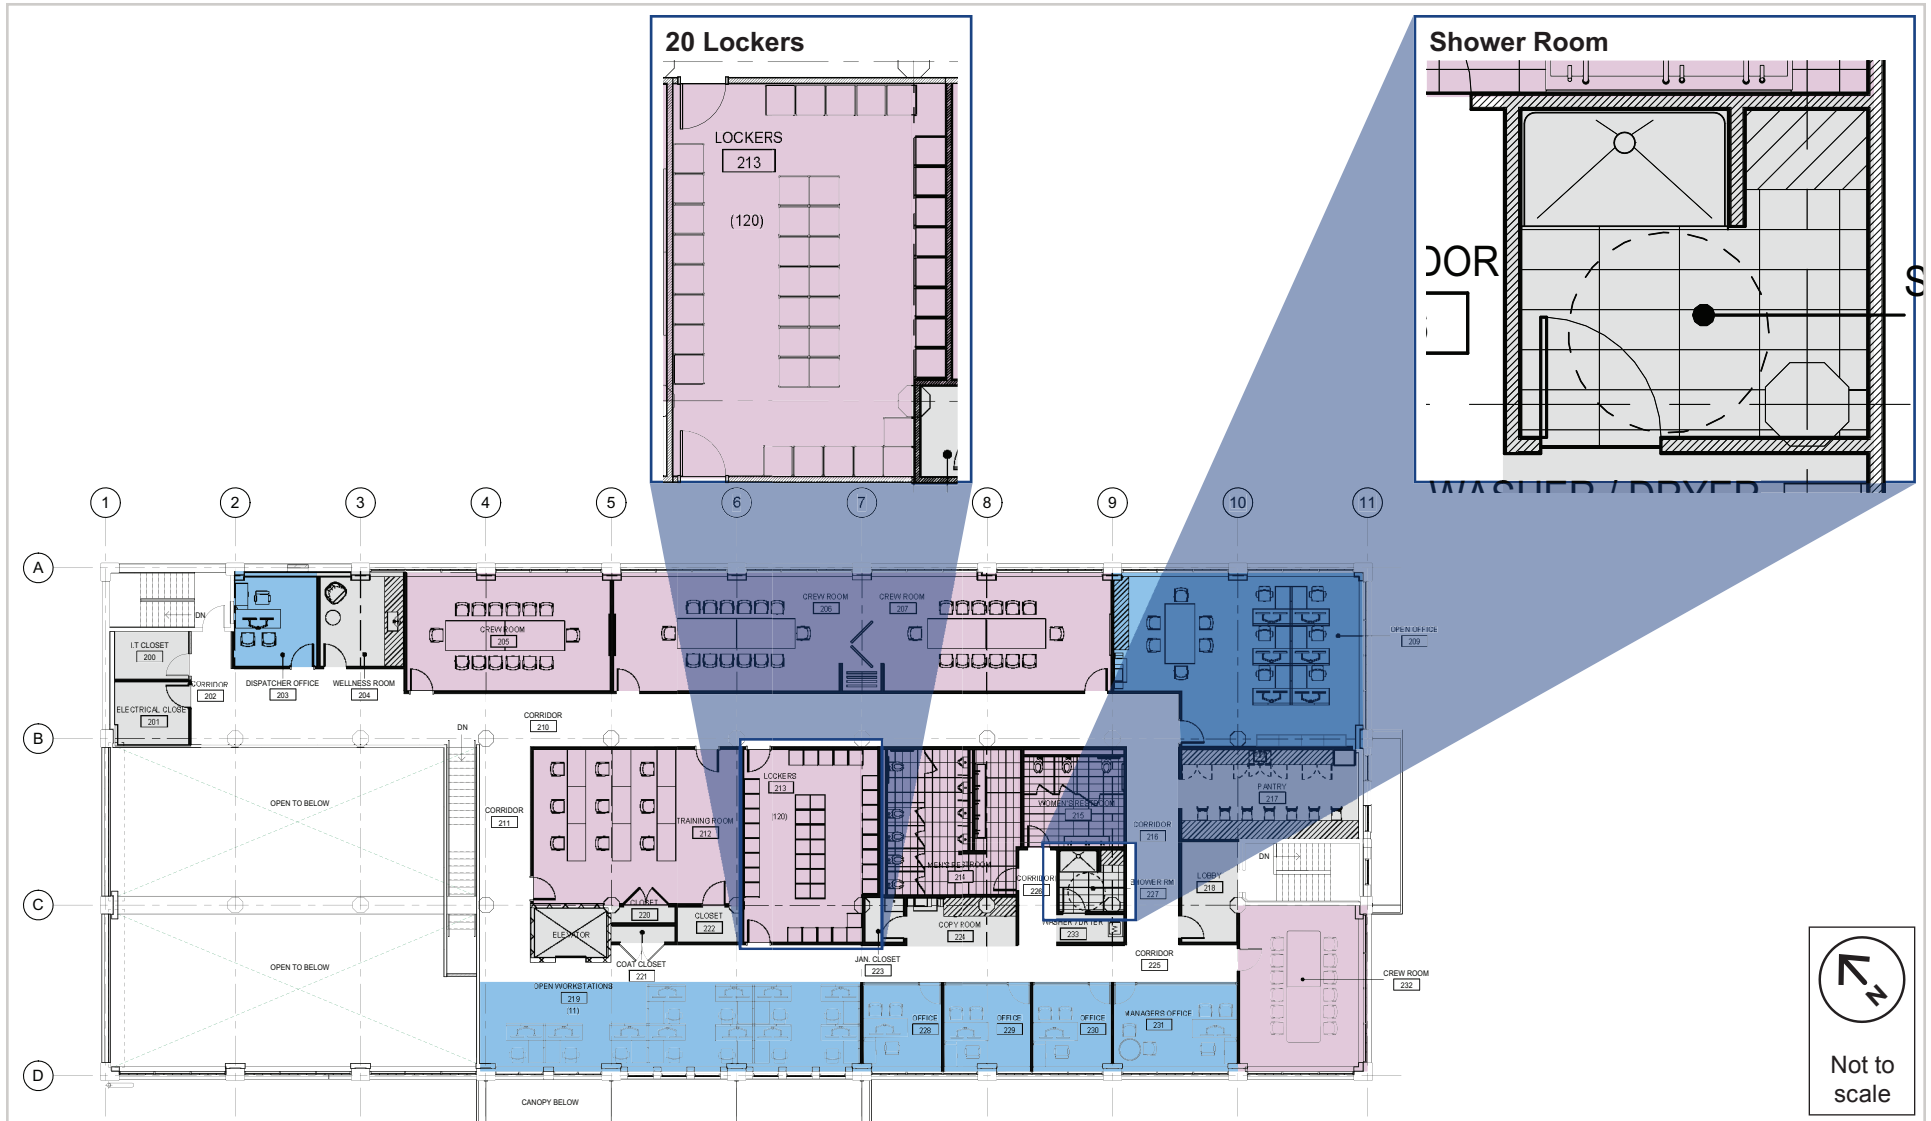 20 Lockers
LOCKERS
213
(120)
Shower Room
DOR
S
WASHER / DRYER
1
2
3
4
5
6
7
8
9
10
11
A
B
C
D
DN
I.T CLOSET
200
ELECTRICAL CLOSE
201
CORRIDOR
202
DISPATCHER OFFICE
203
WELLNESS ROOM
204
CREW ROOM
205
CREW ROOM
206
CREW ROOM
207
OPEN OFFICE
209
CORRIDOR
210
DN
CORRIDOR
211
TRAINING ROOM
212
LOCKERS
213
(120)
MEN'S RESTROOM
214
WOMEN'S RESTROOM
215
CORRIDOR
216
PANTRY
217
DN
LOBBY
218
OPEN TO BELOW
OPEN TO BELOW
ELEVATOR
CLOSET
220
CLOSET
222
COAT CLOSET
221
JAN. CLOSET
223
COPY ROOM
224
CORRIDOR
226
SHOWER RM
227
WASHER / DRYER
233
CORRIDOR
225
OPEN WORKSTATIONS
219
(11)
OFFICE
228
OFFICE
229
OFFICE
230
MANAGERS OFFICE
231
CREW ROOM
232
CANOPY BELOW
N
Not to
scale